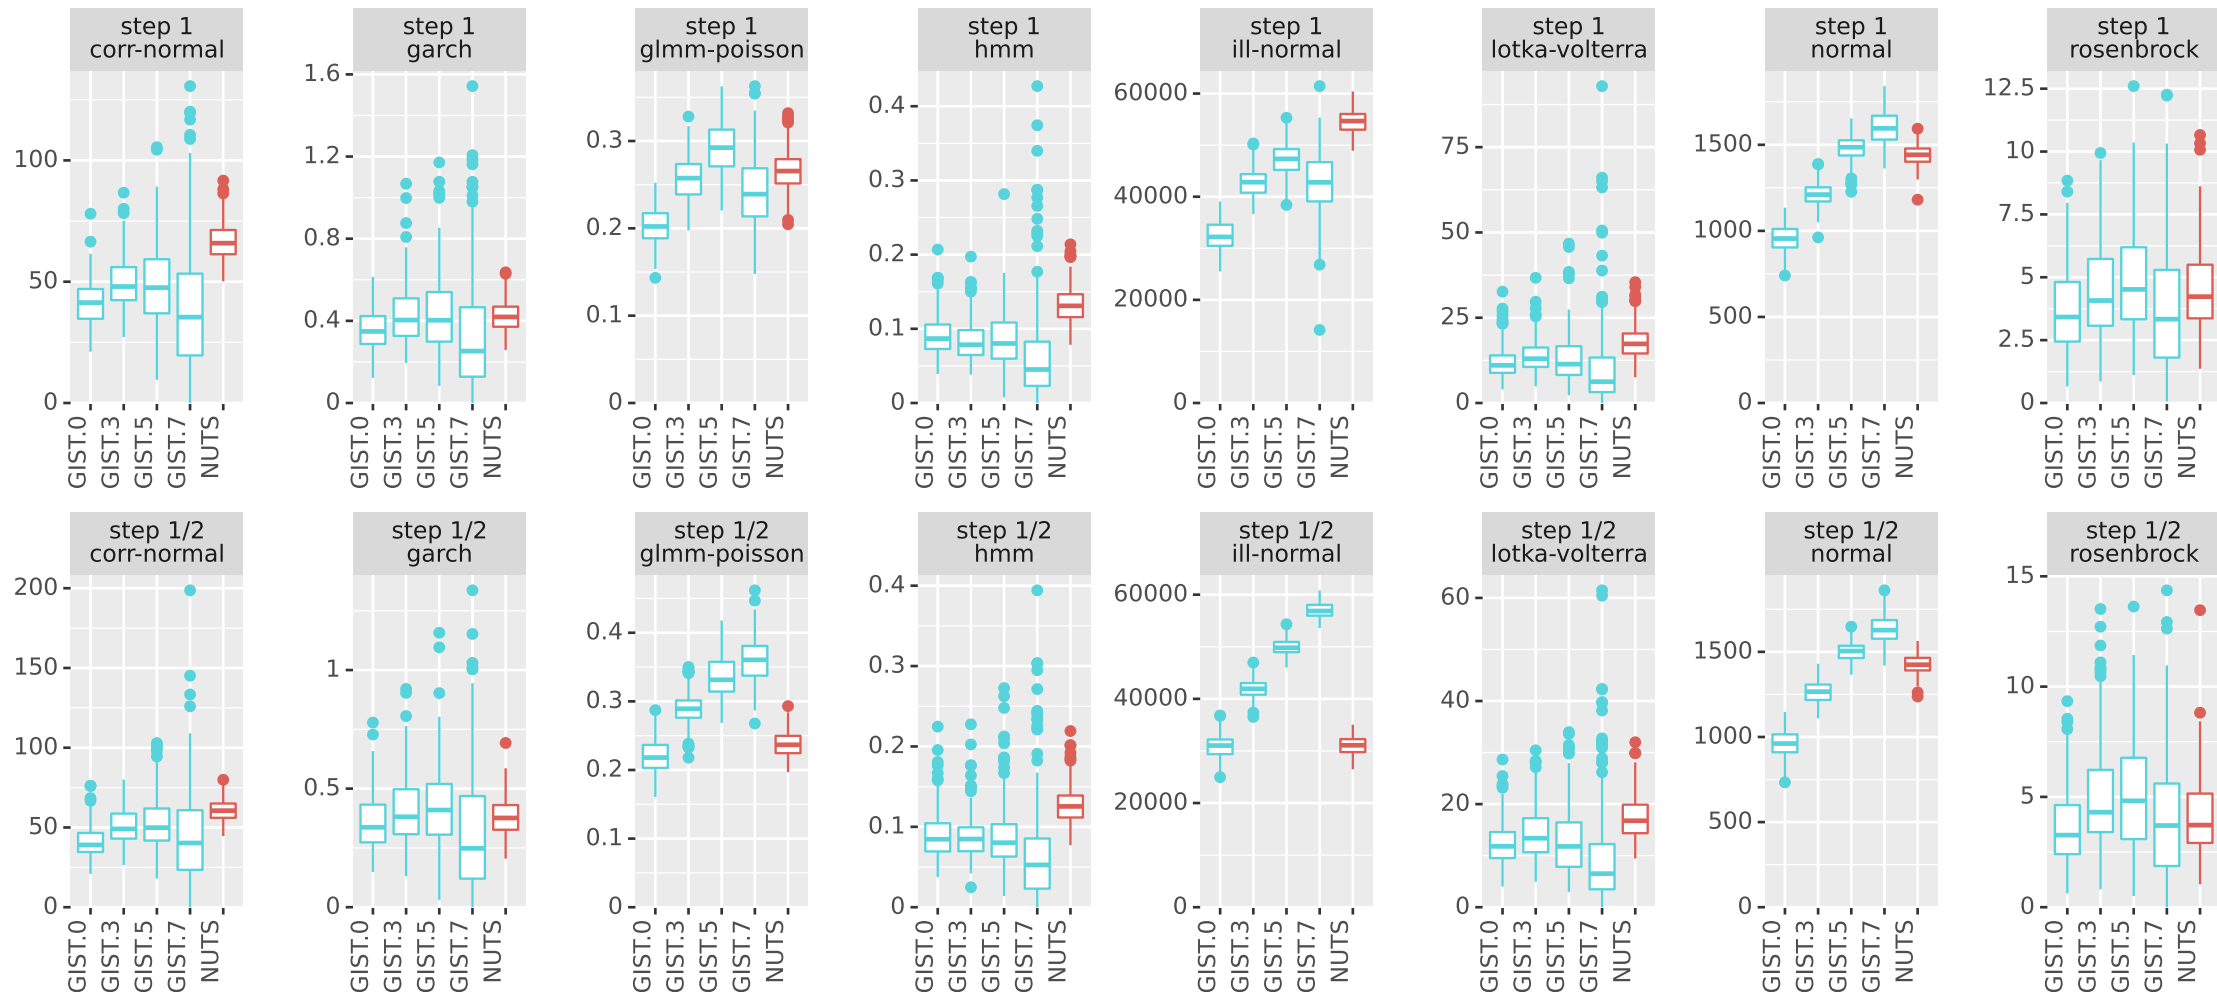 step 1
corr-normal
100
50
0
GIST.0
GIST.3
GIST.5
GIST.7
NUTS
step 1
garch
1.6
1.2
0.8
0.4
0
GIST.0
GIST.3
GIST.5
GIST.7
NUTS
step 1
glmm-poisson
0.3
0.2
0.1
0
GIST.0
GIST.3
GIST.5
GIST.7
NUTS
step 1
hmm
0.4
0.3
0.2
0.1
0
GIST.0
GIST.3
GIST.5
GIST.7
NUTS
step 1
ill-normal
60000
40000
20000
0
GIST.0
GIST.3
GIST.5
GIST.7
NUTS
step 1
lotka-volterra
75
50
25
0
GIST.0
GIST.3
GIST.5
GIST.7
NUTS
step 1
normal
1500
1000
500
0
GIST.0
GIST.3
GIST.5
GIST.7
NUTS
step 1
rosenbrock
12.5
10
7.5
5
2.5
0
GIST.0
GIST.3
GIST.5
GIST.7
NUTS
step 1/2
corr-normal
200
150
100
50
0
GIST.0
GIST.3
GIST.5
GIST.7
NUTS
step 1/2
garch
1
0.5
0
GIST.0
GIST.3
GIST.5
GIST.7
NUTS
step 1/2
glmm-poisson
0.4
0.3
0.2
0.1
0
GIST.0
GIST.3
GIST.5
GIST.7
NUTS
step 1/2
hmm
0.4
0.3
0.2
0.1
0
GIST.0
GIST.3
GIST.5
GIST.7
NUTS
step 1/2
ill-normal
60000
40000
20000
0
GIST.0
GIST.3
GIST.5
GIST.7
NUTS
step 1/2
lotka-volterra
60
40
20
0
GIST.0
GIST.3
GIST.5
GIST.7
NUTS
step 1/2
normal
1500
1000
500
0
GIST.0
GIST.3
GIST.5
GIST.7
NUTS
step 1/2
rosenbrock
15
10
5
0
GIST.0
GIST.3
GIST.5
GIST.7
NUTS